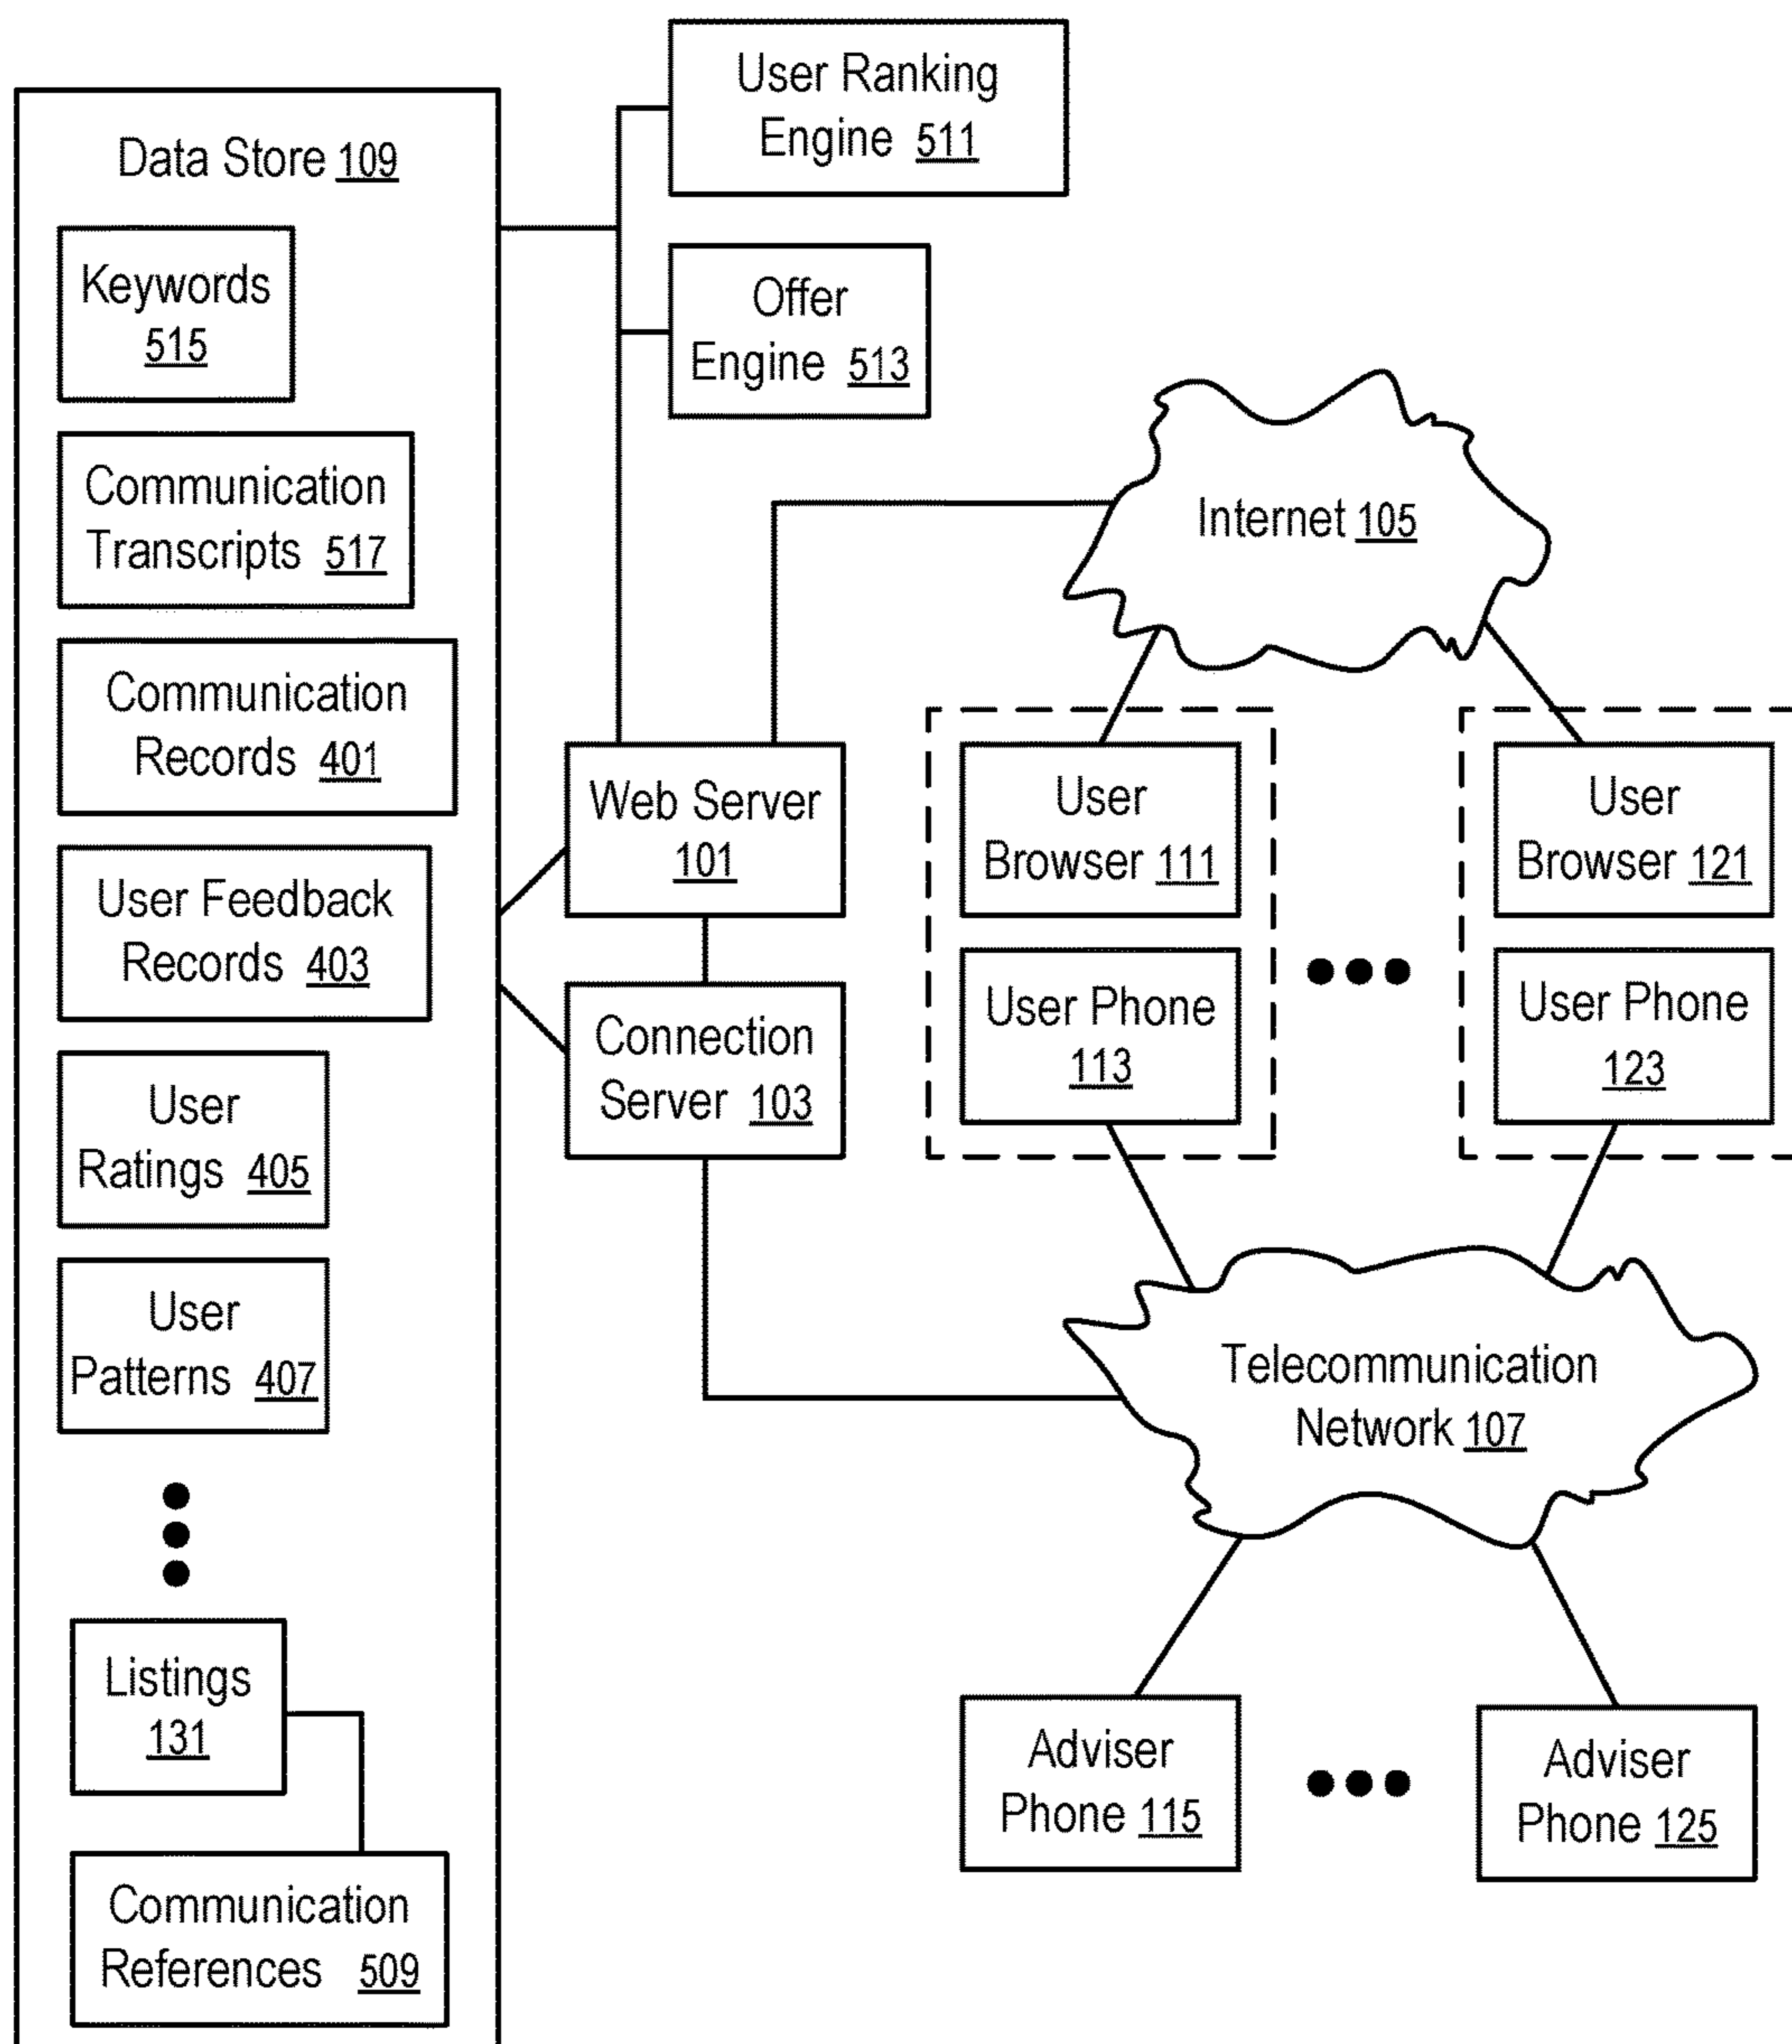 Data Store 109
Keywords
515
Communication
Transcripts 517
Communication
Records 401
User Feedback
Records 403
User
Ratings 405
User
Patterns 407
Listings
131
Communication
References 509
User Ranking
Engine 511
Offer
Engine 513
Web Server
101
Connection
Server 103
Internet 105
User
Browser 111
User Phone
113
User
Browser 121
User Phone
123
Telecommunication
Network 107
Adviser
Phone 115
Adviser
Phone 125